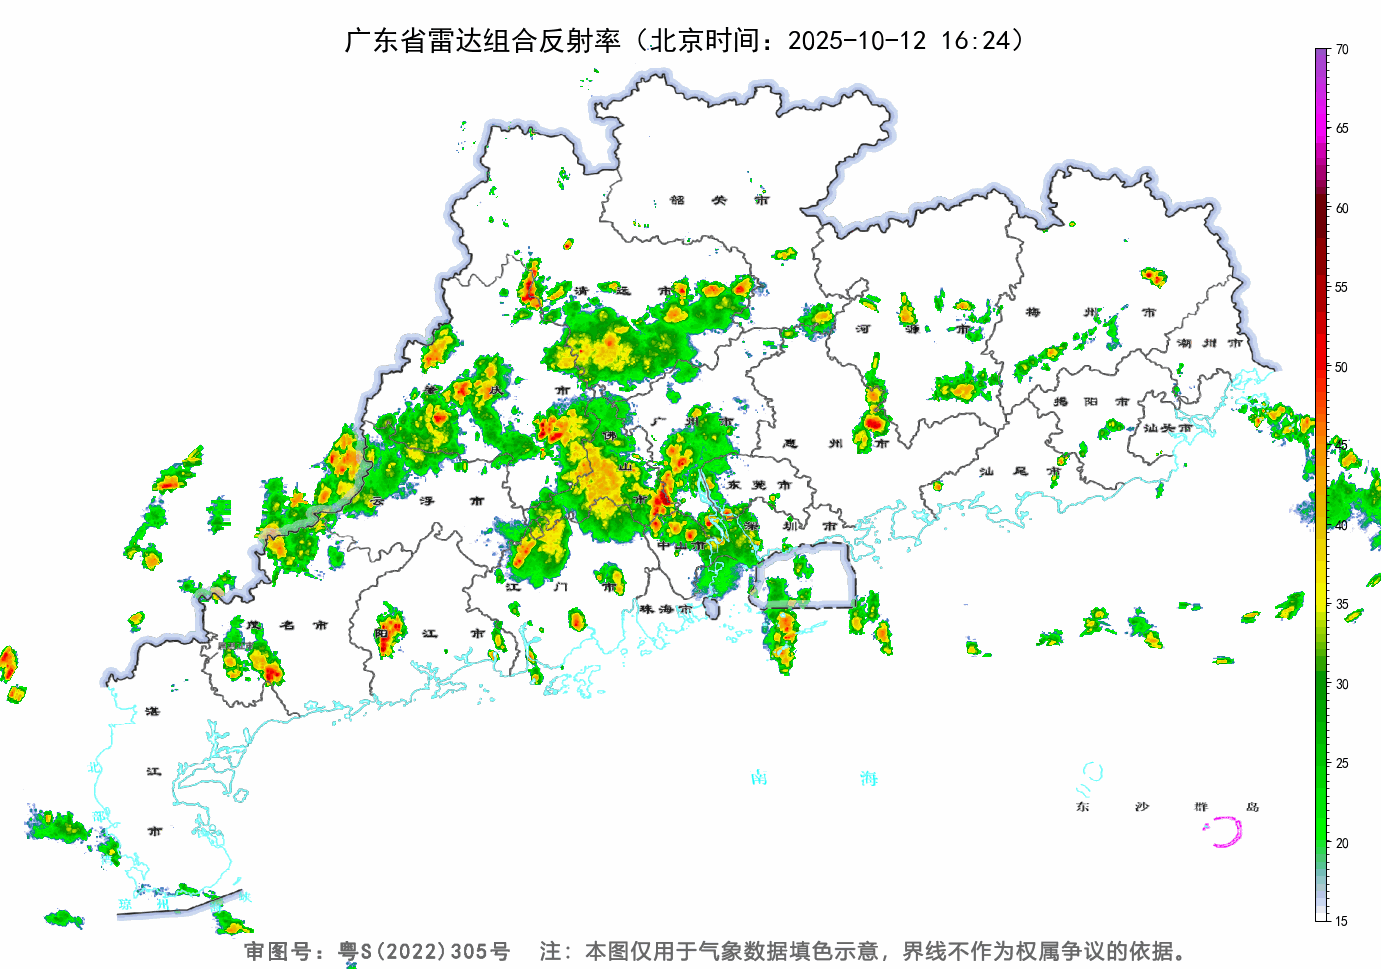 广东省雷达组合反射率（北京时间：2025-10-12 16:24）
70
65
60
55
50
45
40
35
30
25
20
15
韶 关 市
清 远 市
梅 州 市
河 源 市
潮 州 市
肇 庆 市
揭 阳 市
广 州 市
汕头市
佛 山 市
惠 州 市
汕 尾 市
东 莞 市
云 浮 市
深 圳 市
中山市
江 门 市
珠海市
茂 名 市
阳 江 市
湛 江 市
北 部
南 海
东 沙 群 岛
琼 州 海 峡
审图号：粤S(2022)305号 注：本图仅用于气象数据填色示意，界线不作为权属争议的依据。